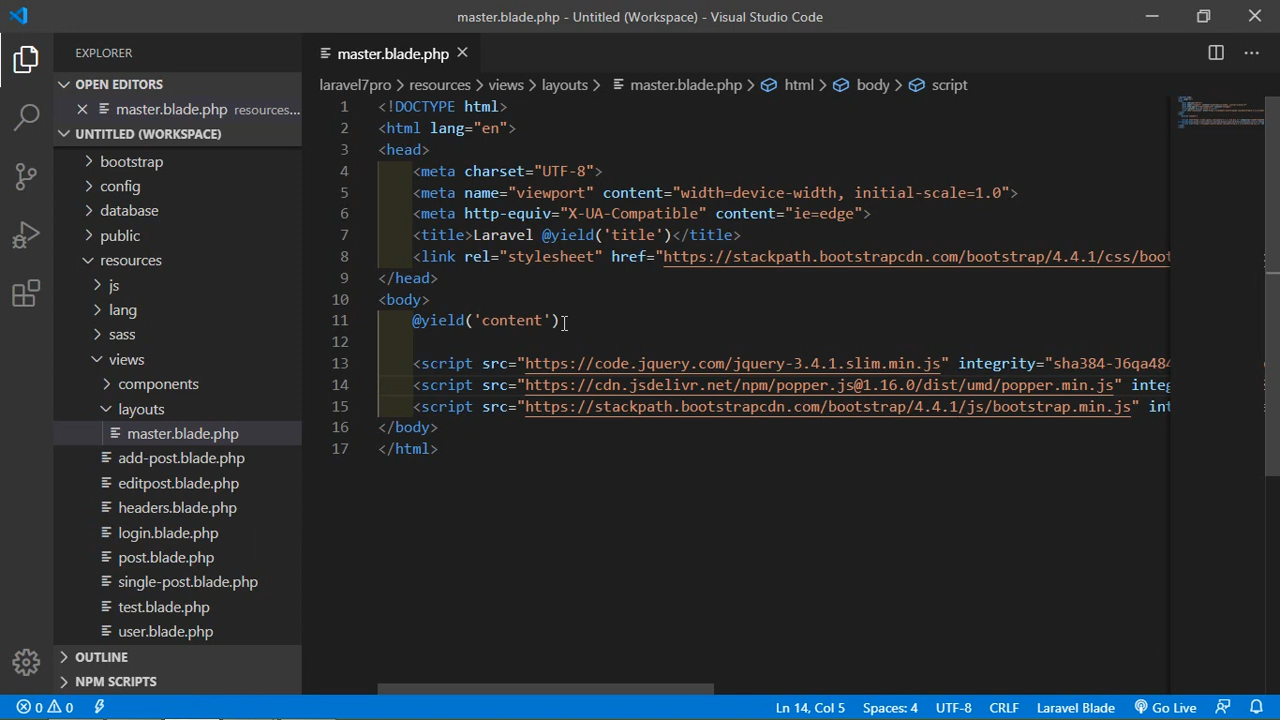 master.blade.php - Untitled (Workspace) - Visual Studio Code
EXPLORER
OPEN EDITORS
master.blade.php resources...
UNTITLED (WORKSPACE)
bootstrap
config
database
public
resources
js
lang
sass
views
components
layouts
master.blade.php
add-post.blade.php
editpost.blade.php
headers.blade.php
login.blade.php
post.blade.php
single-post.blade.php
test.blade.php
user.blade.php
OUTLINE
NPM SCRIPTS
master.blade.php
laravel7pro > resources > views > layouts > master.blade.php > html > body > script
1 <!DOCTYPE html>
2 <html lang="en">
3 <head>
4 <meta charset="UTF-8">
5 <meta name="viewport" content="width=device-width, initial-scale=1.0">
6 <meta http-equiv="X-UA-Compatible" content="ie=edge">
7 <title>Laravel @yield('title')</title>
8 <link rel="stylesheet" href="https://stackpath.bootstrapcdn.com/bootstrap/4.4.1/css/boot
9 </head>
10 <body>
11 @yield('content')
12
13 <script src="https://code.jquery.com/jquery-3.4.1.slim.min.js" integrity="sha384-J6qa484
14 <script src="https://cdn.jsdelivr.net/npm/popper.js@1.16.0/dist/umd/popper.min.js" integ
15 <script src="https://stackpath.bootstrapcdn.com/bootstrap/4.4.1/js/bootstrap.min.js" int
16 </body>
17 </html>
0 0 Ln 14, Col 5 Spaces: 4 UTF-8 CRLF Laravel Blade Go Live